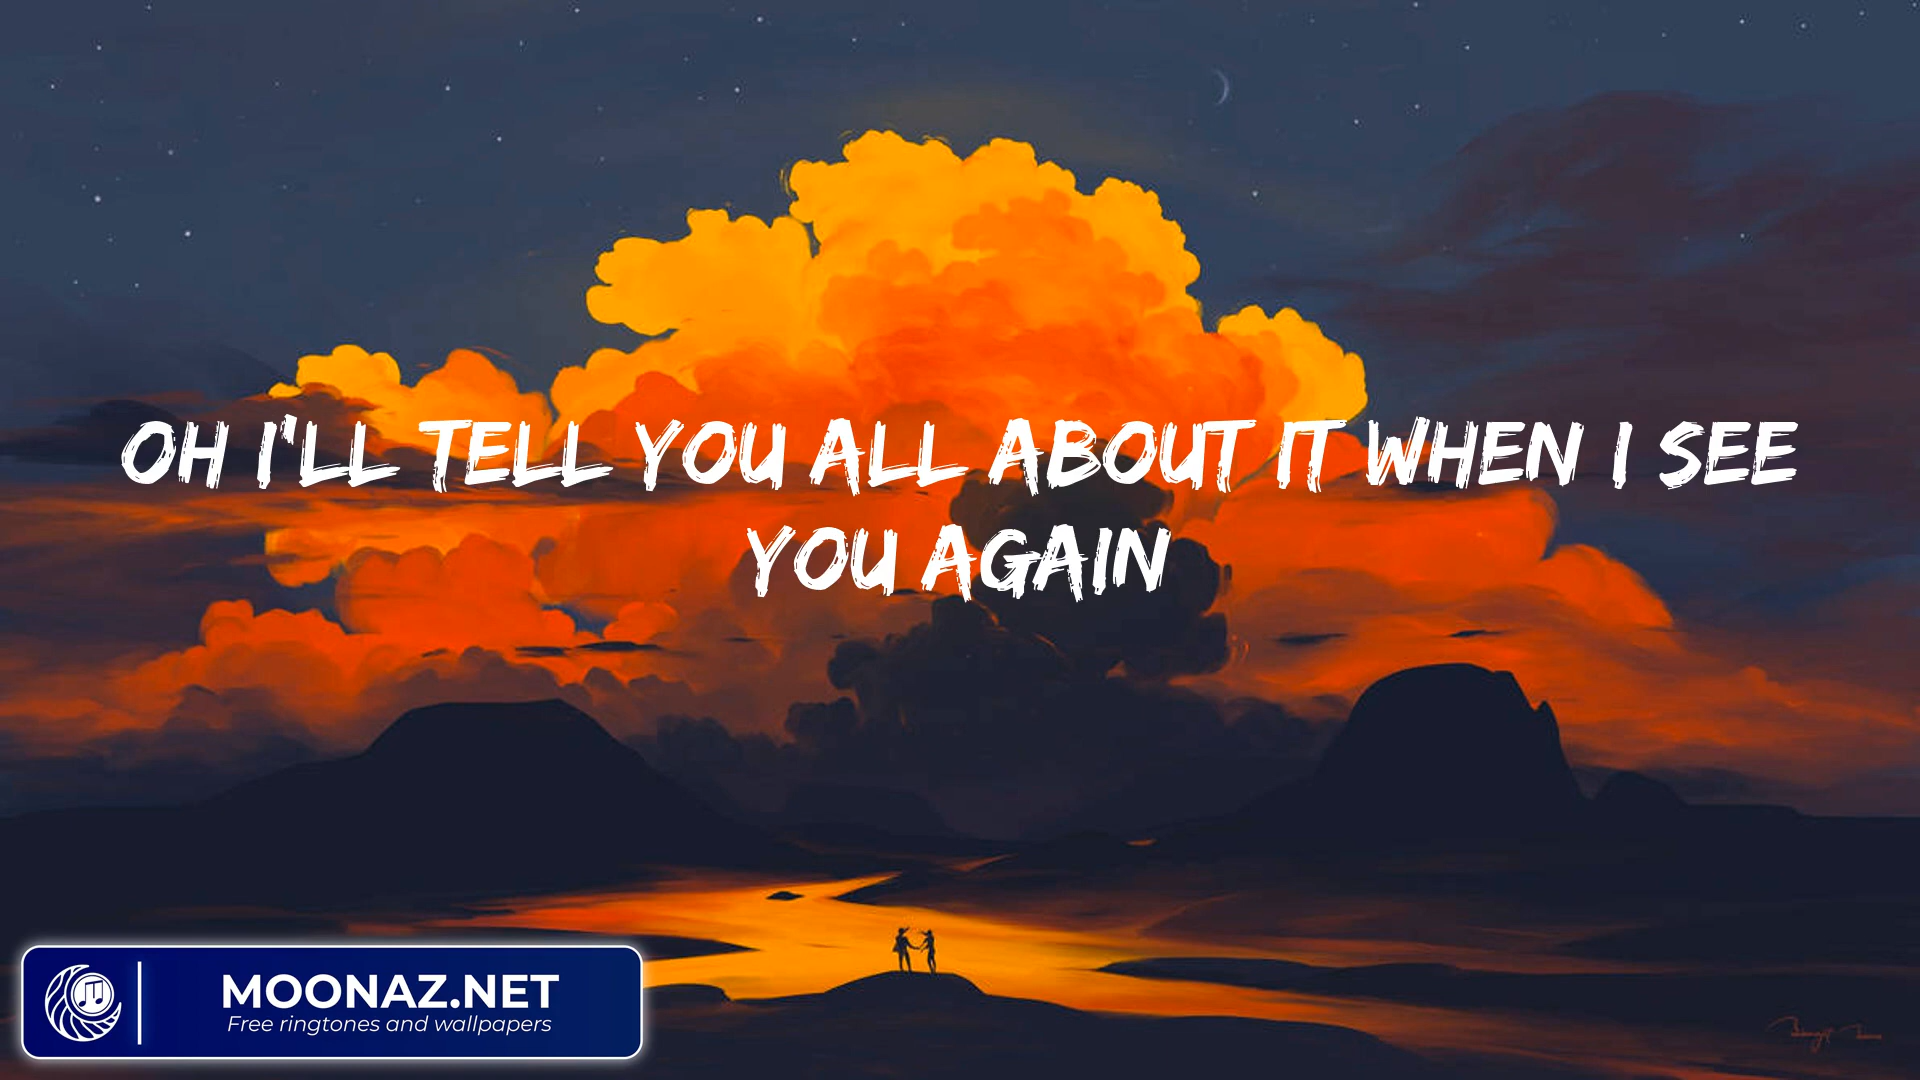 OH I'LL TELL YOU ALL ABOUT IT WHEN I SEE
YOU AGAIN
MOONAZ.NET
Free ringtones and wallpapers